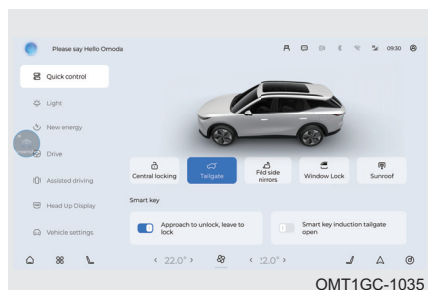 Please say Hello Omoda
09:30
Quick control
Light
New energy
Drive
Assisted driving
Head Up Display
Vehicle settings
Central locking
Tailgate
Fild side
nirrors
Window Lock
Sunroof
Smart key
Approach to unlock, leave to
lock
Smart key induction tailgate
open
‹ 22.0° ›
‹ 12.0° ›
OMT1GC-1035